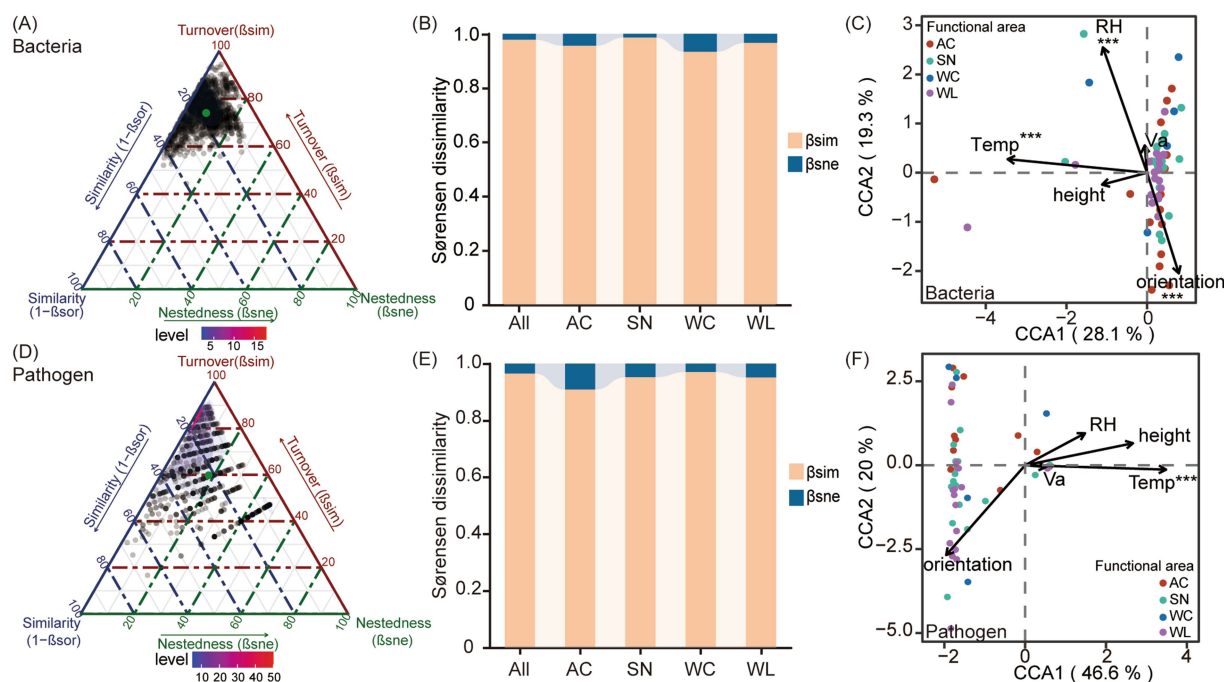 (A)
Bacteria
Turnover(ßsim)
100
20
40
60
80
100
80
60
40
20
Similarity (1−ßsor)
Turnover (ßsim)
Similarity
(1−ßsor)
Nestedness
(ßsne)
20
40
60
80
100
Nestedness (ßsne)
level
5 10 15
(B)
Sørensen dissimilarity
1.0
0.8
0.6
0.4
0.2
0
All AC SN WC WL
βsim
βsne
(C)
Functional area
AC
SN
WC
WL
RH
***
Temp***
Va
height
orientation
***
Bacteria
CCA2 ( 19.3 %)
3
2
1
0
−1
−2
−4 −2 0
CCA1 ( 28.1 %)
(D)
Pathogen
Turnover(ßsim)
100
20
40
60
80
100
80
60
40
20
Similarity (1−ßsor)
Turnover (ßsim)
Similarity
(1−ßsor)
Nestedness
(ßsne)
20
40
60
80
100
Nestedness (ßsne)
level
10 20 30 40 50
(E)
Sørensen dissimilarity
1.0
0.8
0.6
0.4
0.2
0
All AC SN WC WL
βsim
βsne
(F)
RH
height
Va
Temp***
orientation
Functional area
AC
SN
WC
WL
Pathogen
CCA2 ( 20 %)
2.5
0.0
−2.5
−5.0
−2 0 2 4
CCA1 ( 46.6 %)